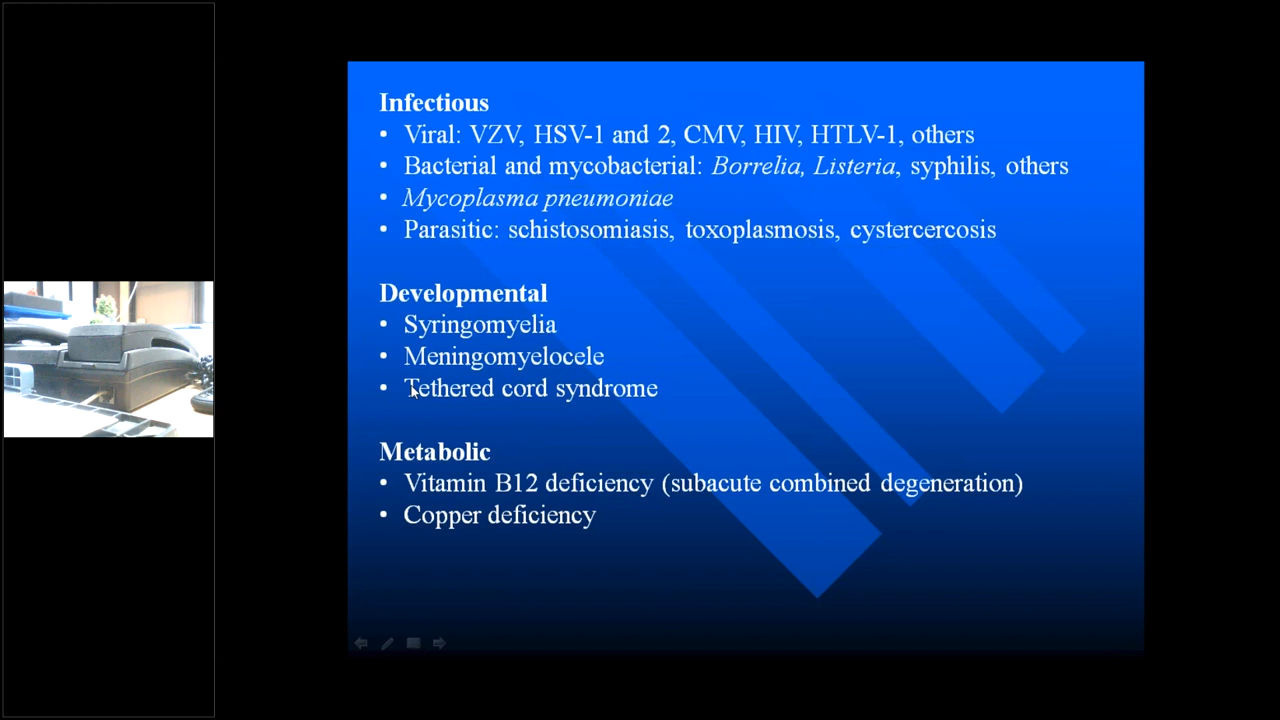 Infectious
• Viral: VZV, HSV-1 and 2, CMV, HIV, HTLV-1, others
• Bacterial and mycobacterial: Borrelia, Listeria, syphilis, others
• Mycoplasma pneumoniae
• Parasitic: schistosomiasis, toxoplasmosis, cystercercosis
Developmental
• Syringomyelia
• Meningomyelocele
• Tethered cord syndrome
Metabolic
• Vitamin B12 deficiency (subacute combined degeneration)
• Copper deficiency